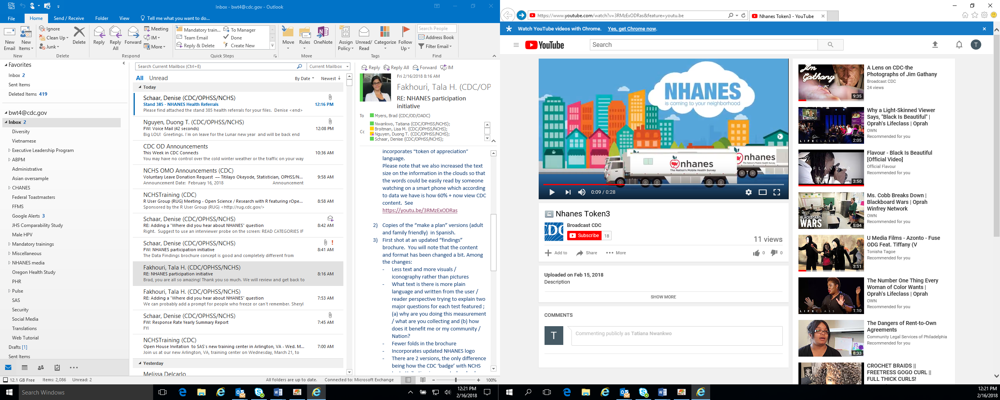 Inbox - bwt4@cdc.gov - Outlook
File Home Send / Receive Folder View Tell me what you want to do...
New Email
New Items
New
Ignore
Clean Up
Junk
Delete
Delete
Reply
Reply All
Forward
Meeting
IM
More
Respond
Mandatory train...
Team Email
Reply & Delete
To Manager
Done
Create New
Quick Steps
Move
Rules
OneNote
Move
Assign Policy
Unread/ Read
Categorize
Follow Up
Tags
Search People
Address Book
Filter Email
Find
Favorites
Inbox 2
Sent Items
Deleted Items 419
bwt4@cdc.gov
Inbox 2
Diversity
Vietnamese
Executive Leadership Program
ABPM
Administrative
Asian oversample
CHANES
Federal Toastmasters
FFMS
Google Alerts 3
JHS Comparability Study
Male HPV
Mandatory trainings
Miscellaneous
NHANES media
Oregon Health Study
PHR
Pulse
SAS
Security
Social Media
Translations
Web Tutorial
Drafts [1]
Sent Items
Search Current Mailbox (Ctrl+E) Current Mailbox
All Unread By Date Newest
Today
Schaar, Denise (CDC/OPHSS/NCHS)
Stand 385 - NHANES Health Referrals 12:16 PM
Please find attached the stand 385 health referrals for your files. Denise <end>
Nguyen, Duong T. (CDC/OPHSS/NCHS)
FW: Voice Mail (42 seconds) 12:08 PM
Big LOU! Greetings. I'm on leave for the Lunar new year and will be back end
CDC OD Announcements
This Week in CDC Connects 10:36 AM
You may have no control over the cold winter weather or the traffic on your way
NCHS OMO Announcements (CDC)
Voluntary Leave Donation Request –– Titilayo Okeyode, Statistician, OPHSS/N... 9:58 AM
Announcement Date: February 16, 2018 Announcement
NCHSTraining (CDC)
R User Group (RUG) Meeting - Open Science / Research with R featuring rOpe... 8:58 AM
Sponsored by the R User Group (RUG) <http://rug.cdc.gov/>
Schaar, Denise (CDC/OPHSS/NCHS)
RE: Adding a "Where did you hear about NHANES" question 8:42 AM
Right. Suggest to use an interviewer probe on the screen: READ CATEGORIES IF
Schaar, Denise (CDC/OPHSS/NCHS) !
FW: NHANES participation initiative 8:41 AM
The Data Findings brochure concept is good and completely different from
Fakhouri, Tala H. (CDC/OPHSS/NCHS)
RE: NHANES participation initiative 8:16 AM
Brad, you are all so amazing! Thank you so much. We will review and get back to
Fakhouri, Tala H. (CDC/OPHSS/NCHS)
RE: Adding a "Where did you hear about NHANES" question 7:53 AM
We can probably add a prompt for people who freeze or can't remember. Sheryl
Schaar, Denise (CDC/OPHSS/NCHS)
FW: Response Rate Yearly Summary Report 7:45 AM
FYI
NCHSTraining (CDC)
Open House Invitation to SAS's new training center in Arlington, VA - Wed. M... 7:00 AM
Join us at our new Arlington, VA, training center on Wednesday, March 21, to
Yesterday
Melissa Delcarlo
Reply Reply All Forward IM
Fri 2/16/2018 8:16 AM
Fakhouri, Tala H. (CDC/OP
RE: NHANES participation
initiative
To Myers, Brad (CDC/OD/OADC)
Cc
Nwankwo, Tatiana (CDC/OPHSS/NCHS);
Broitman, Lisa M. (CDC/OPHSS/NCHS);
Nguyen, Duong T. (CDC/OPHSS/NCHS);
Schaar, Denise (CDC/OPHSS/NCHS);
incorporates “token of appreciation”
language.
Please note that we also increased the text
size on the information in the clouds so that
the words could be easily read by someone
watching on a smart phone which according
to data we have is how 60% + now view CDC
content. See
https://youtu.be/3RMzExODRas
2) Copies of the “make a plan” versions (adult
and family friendly) in Spanish.
3) First shot at an updated “findings”
brochure. You will note that the content
and format has been changed a bit. Among
the changes:
- Less text and more visuals /
iconography rather than pictures
- What text is there is more plain
language and written from the user /
reader perspective trying to explain two
major questions for each test featured ;
(a) why are you doing this measurement
/ what are you collecting and (b) how
does it benefit me or my community /
Nation?
- Fewer folds in the brochure
- Incorporates updated NHANES logo
- There are 2 versions, the only difference
being how the CDC ‘badge’ with NCHS
12.1 GB Free Items: 2,086 Unread: 2 All folders are up to date. Connected to: Microsoft Exchange 100%
Search Windows
12:21 PM
2/16/2018
https://www.youtube.com/watch?v=3RMzExODRas&feature=youtu.be
Nhanes Token3 - YouTube
Watch YouTube videos with Chrome. Yes, get Chrome now.
YouTube
Search
T
NHANES
is coming to your neighborhood
nhanes
The Nation's Mobile Health Survey
nhanes
The Nation's Mobile Health Survey
0:09 / 0:28
Nhanes Token3
CDC
Broadcast CDC
Subscribe 18
11 views
Add to Share More 0 0
Uploaded on Feb 15, 2018
Description
SHOW MORE
COMMENTS
T
Commenting publicly as Tatiana Nwankwo
Jim Gathany
9:35
A Lens on CDC-the
Photographs of Jim Gathany
Broadcast CDC
24 views
LIFECLASS
2:05
Why a Light-Skinned Viewer
Says, "Black Is Beautiful" |
Oprah's Lifeclass | Oprah
OWN
Recommended for you
FLAVOUR
3:50
Flavour - Black Is Beautiful
[Official Video]
Official Flavour
Recommended for you
BLACKBOARD
WARS
5:04
Ms. Cobb Breaks Down |
Blackboard Wars | Oprah
Winfrey Network
OWN
Recommended for you
3:51
U Media Films - Azonto - Fuse
ODG Feat. Tiffany (V
Tonisha Tagoe
Recommended for you
LIFECLASS
1:10
The Number One Thing Every
Woman of Color Wants |
Oprah's Lifeclass | Oprah
OWN
Recommended for you
8:33
The Dangers of Rent-to-Own
Agreements
Community Legal Services of Philadelphia
Recommended for you
CROCHET BRAIDS ||
FREETRESS GOGO CURL ||
FULL THICK CURLS!
12:21 PM
2/16/2018